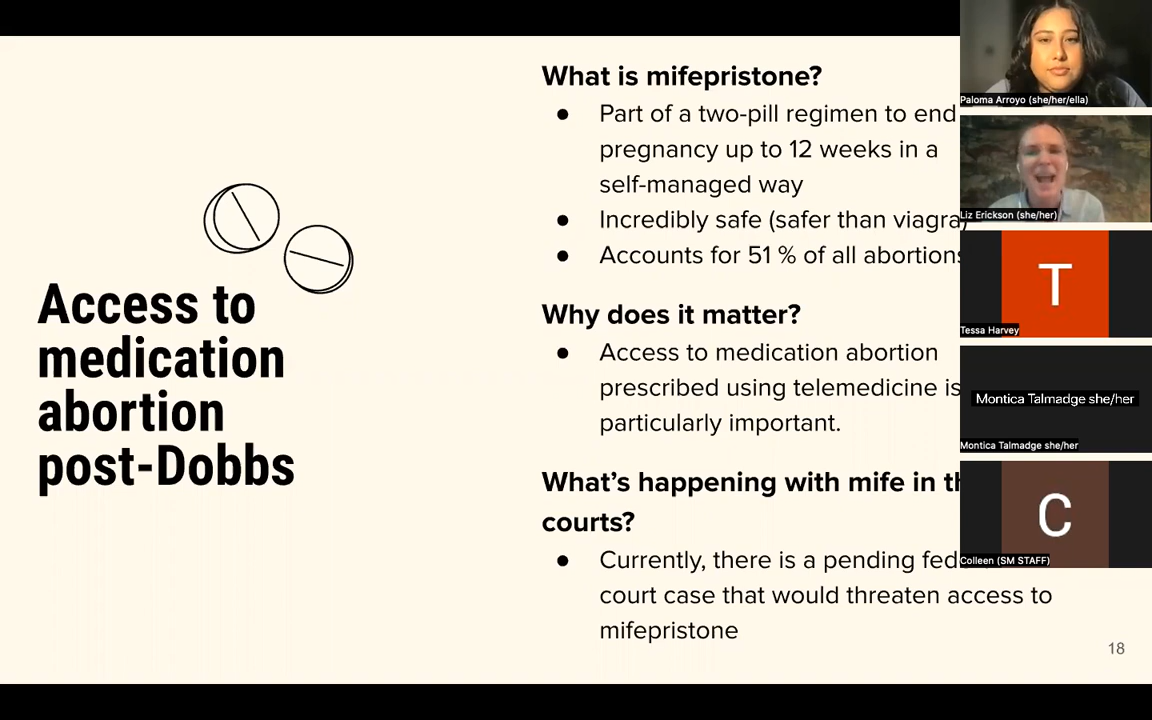 Access to
medication
abortion
post-Dobbs
What is mifepristone?
● Part of a two-pill regimen to end
pregnancy up to 12 weeks in a
self-managed way
● Incredibly safe (safer than viagra)
● Accounts for 51 % of all abortions
Why does it matter?
● Access to medication abortion
prescribed using telemedicine is
particularly important.
What's happening with mife in th
courts?
● Currently, there is a pending fed
court case that would threaten access to
mifepristone
18
Paloma Arroyo (she/her/ella)
Liz Erickson (she/her)
T
Tessa Harvey
Montica Talmadge she/her
Montica Talmadge she/her
C
Colleen (SM STAFF)